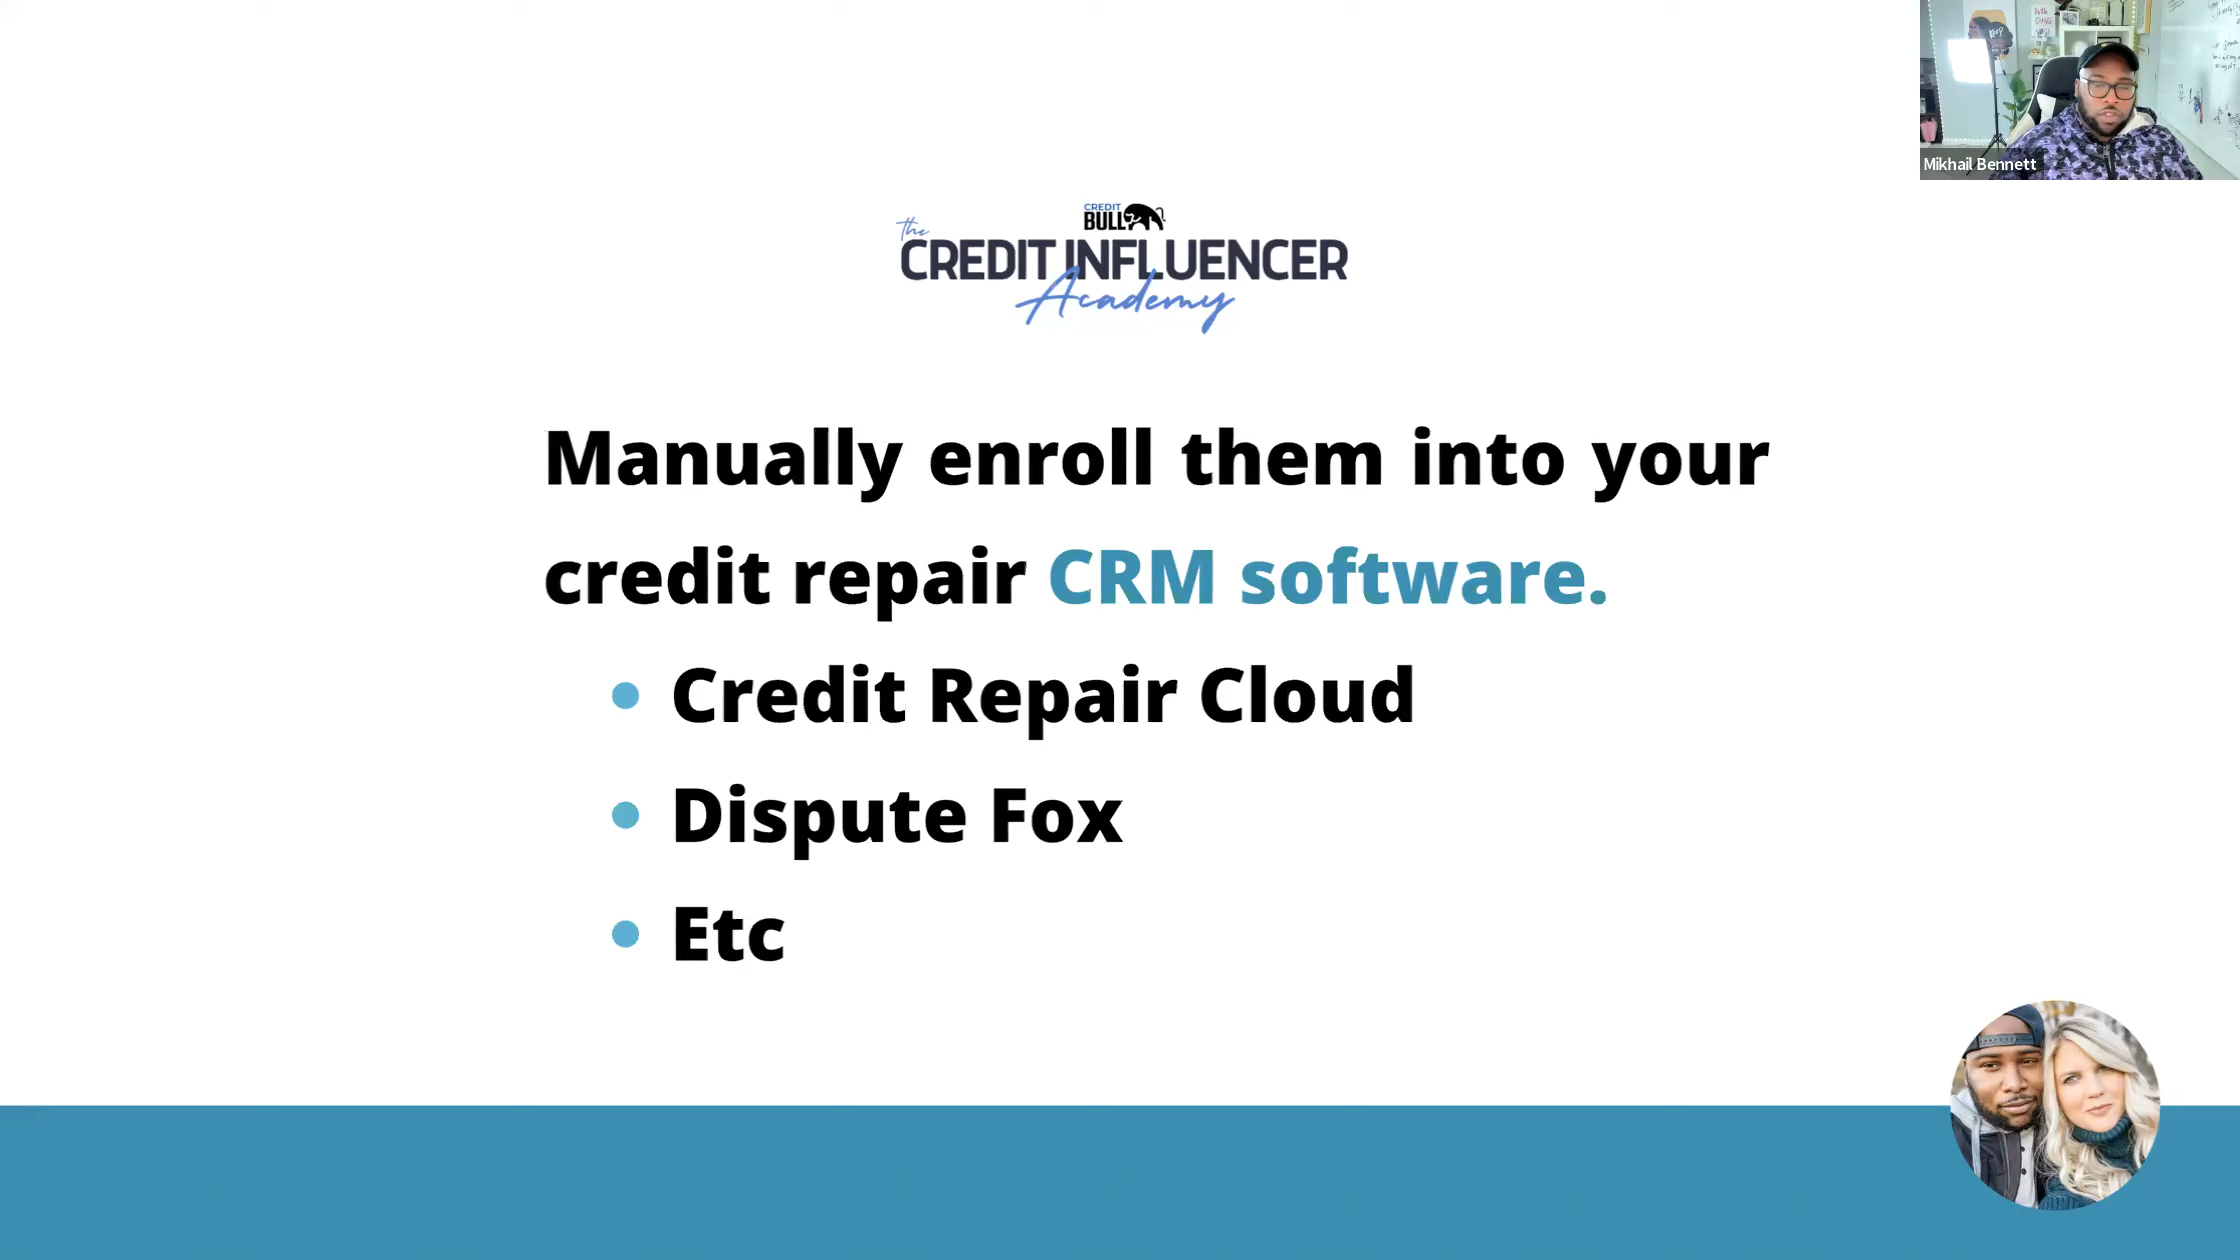 Mikhail Bennett
CREDIT
BULL
the
CREDIT INFLUENCER
Academy
Manually enroll them into your
credit repair CRM software.
Credit Repair Cloud
Dispute Fox
Etc